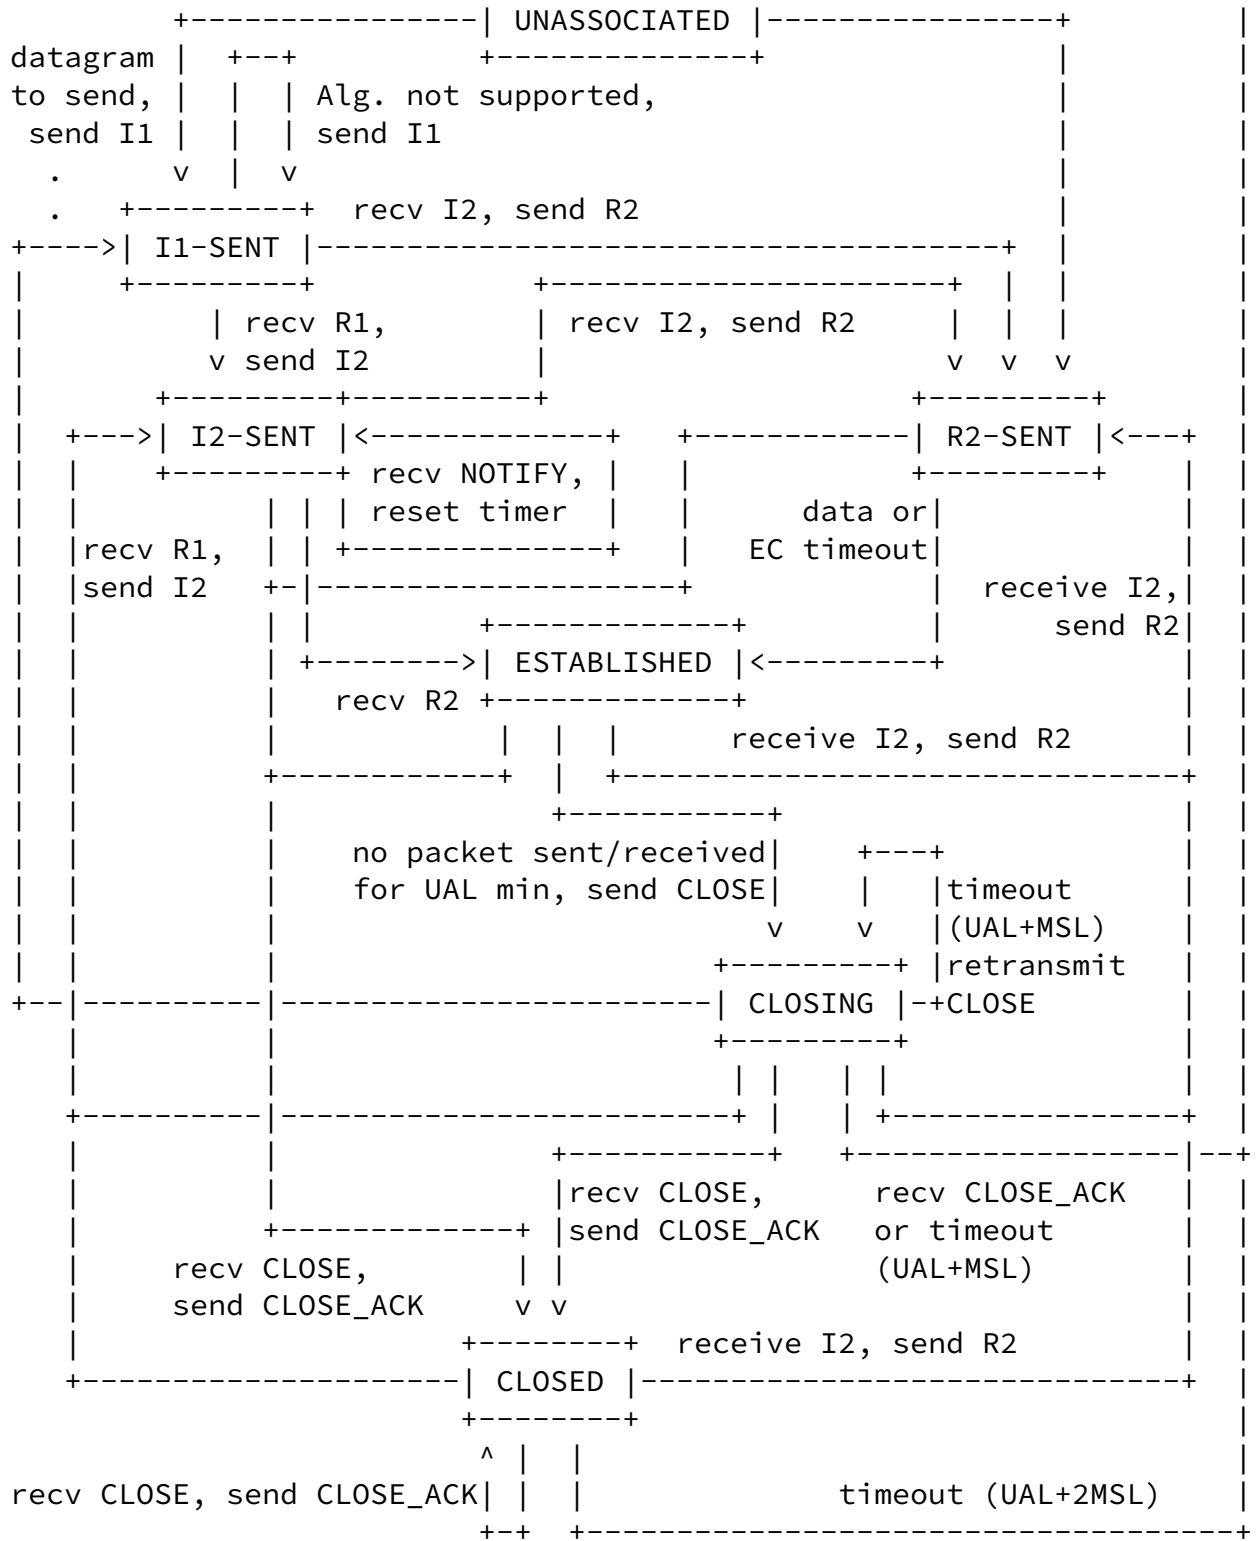 UNASSOCIATED
datagram
to send, Alg. not supported,
send I1 send I1
.
. recv I2, send R2
I1-SENT
recv R1, recv I2, send R2
v send I2
I2-SENT R2-SENT
recv NOTIFY,
reset timer data or
recv R1, EC timeout
send I2 receive I2,
send R2
ESTABLISHED
recv R2
receive I2, send R2
no packet sent/received
for UAL min, send CLOSE timeout
(UAL+MSL)
retransmit
CLOSING CLOSE
recv CLOSE, recv CLOSE_ACK
send CLOSE_ACK or timeout
recv CLOSE, (UAL+MSL)
send CLOSE_ACK
receive I2, send R2
CLOSED
recv CLOSE, send CLOSE_ACK timeout (UAL+2MSL)